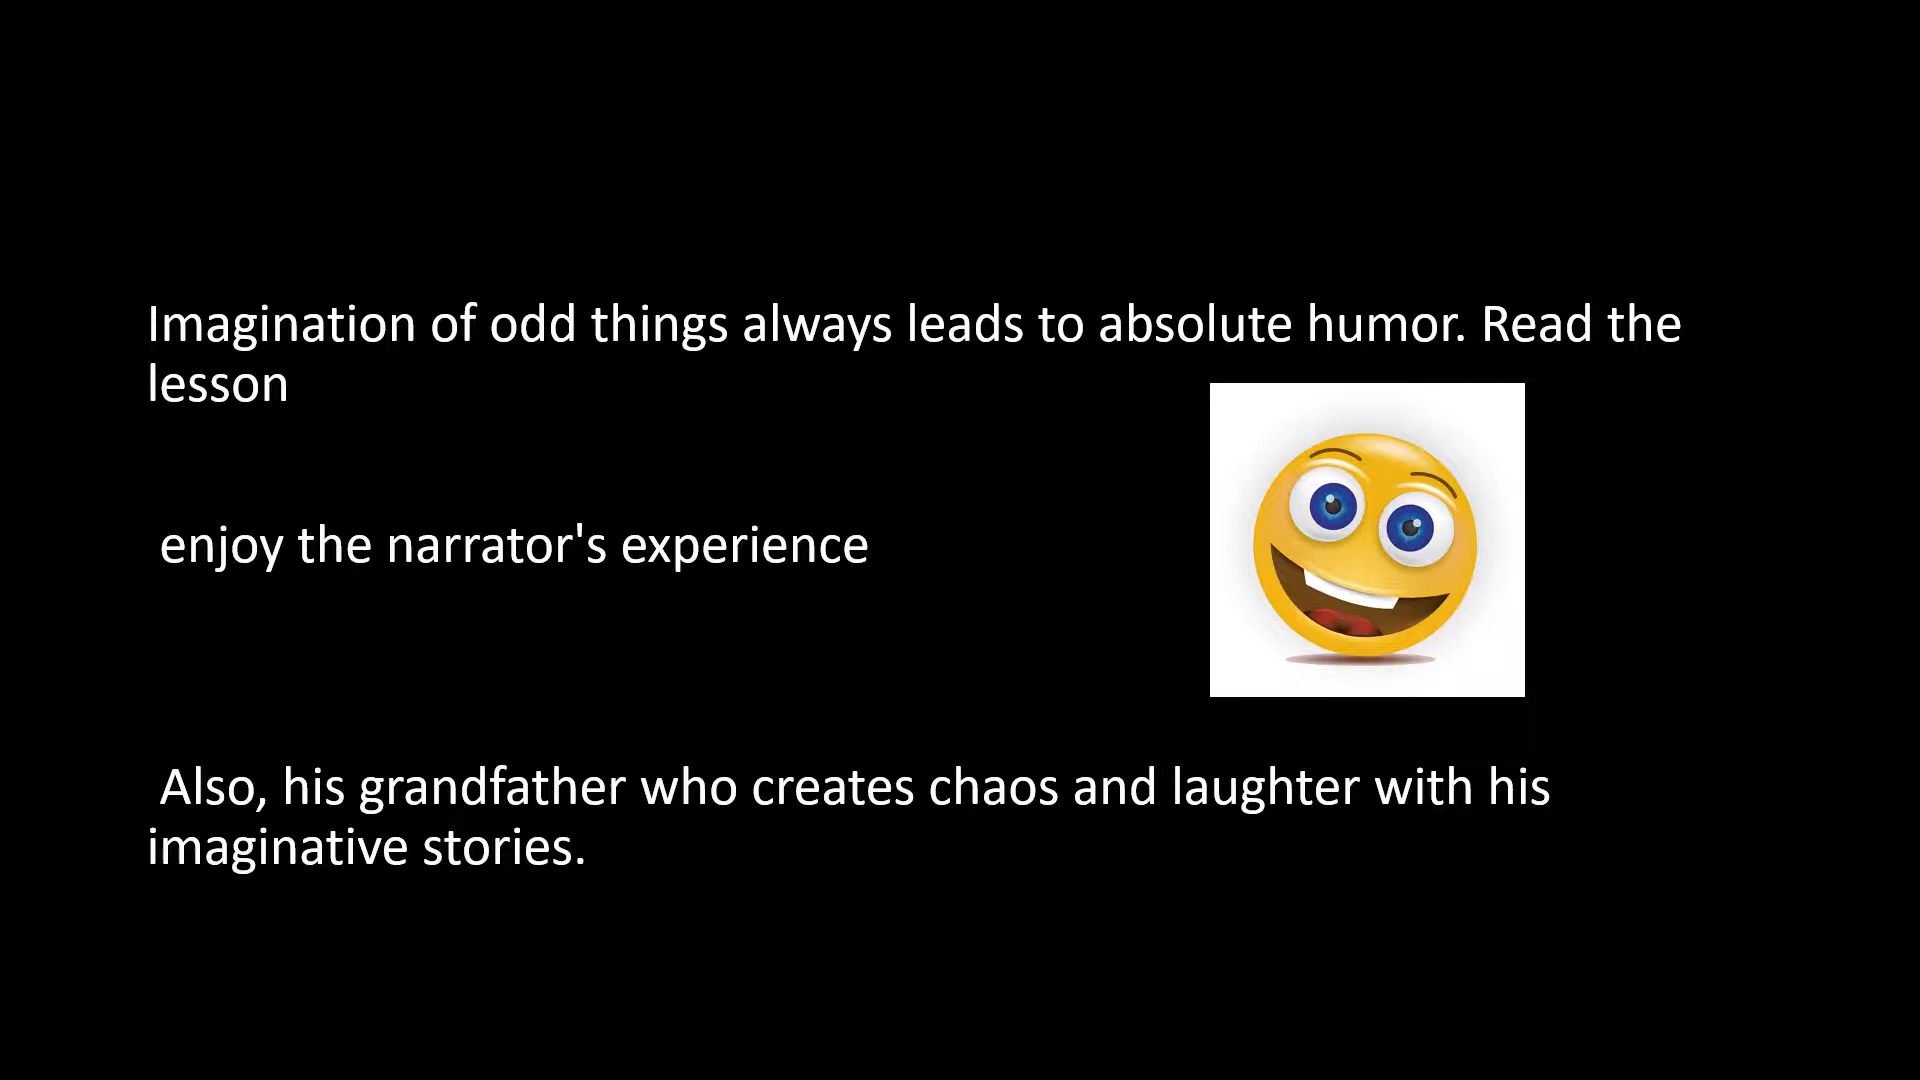 Imagination of odd things always leads to absolute humor. Read the
lesson
enjoy the narrator's experience
Also, his grandfather who creates chaos and laughter with his
imaginative stories.